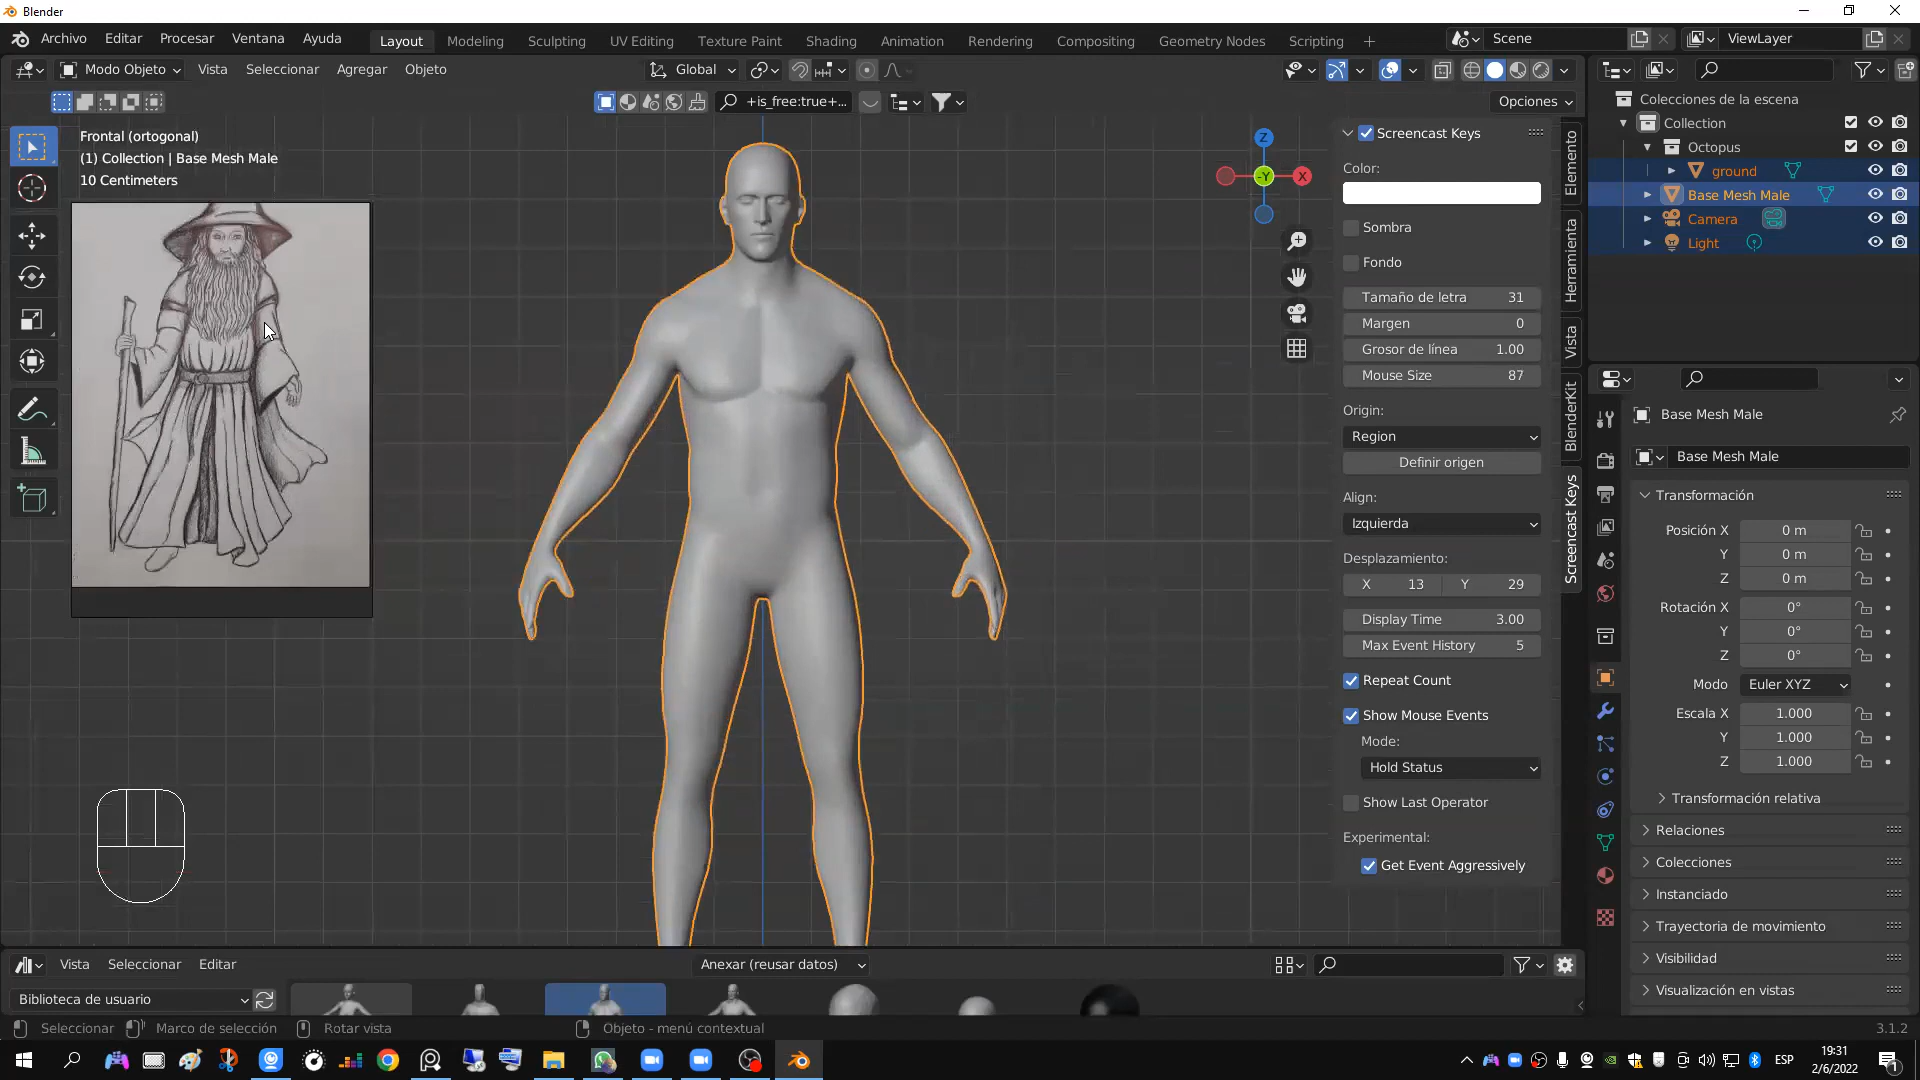 Blender
Archivo Editar Procesar Ventana Ayuda
Layout Modeling Sculpting UV Editing Texture Paint Shading Animation Rendering Compositing Geometry Nodes Scripting +
Scene
ViewLayer
Modo Objeto
Vista Seleccionar Agregar Objeto
Global
+is_free:true+...
Opciones
Frontal (ortogonal)
(1) Collection | Base Mesh Male
10 Centimeters
Z
-Y
X
Screencast Keys
Color:
Sombra
Fondo
Tamaño de letra 31
Margen 0
Grosor de línea 1.00
Mouse Size 87
Origin:
Region
Definir origen
Align:
Izquierda
Desplazamiento:
X 13 Y 29
Display Time 3.00
Max Event History 5
Repeat Count
Show Mouse Events
Mode:
Hold Status
Show Last Operator
Experimental:
Get Event Aggressively
Elemento
Herramienta
Vista
BlenderKit
Screencast Keys
Colecciones de la escena
Collection
Octopus
ground
Base Mesh Male
Camera
Light
Base Mesh Male
Base Mesh Male
Transformación
Posición X 0 m
Y 0 m
Z 0 m
Rotación X 0°
Y 0°
Z 0°
Modo Euler XYZ
Escala X 1.000
Y 1.000
Z 1.000
Transformación relativa
Relaciones
Colecciones
Instanciado
Trayectoria de movimiento
Visibilidad
Visualización en vistas
Vista Seleccionar Editar
Anexar (reusar datos)
Biblioteca de usuario
Seleccionar Marco de selección Rotar vista Objeto - menú contextual
3.1.2
ESP
19:31
2/6/2022
1